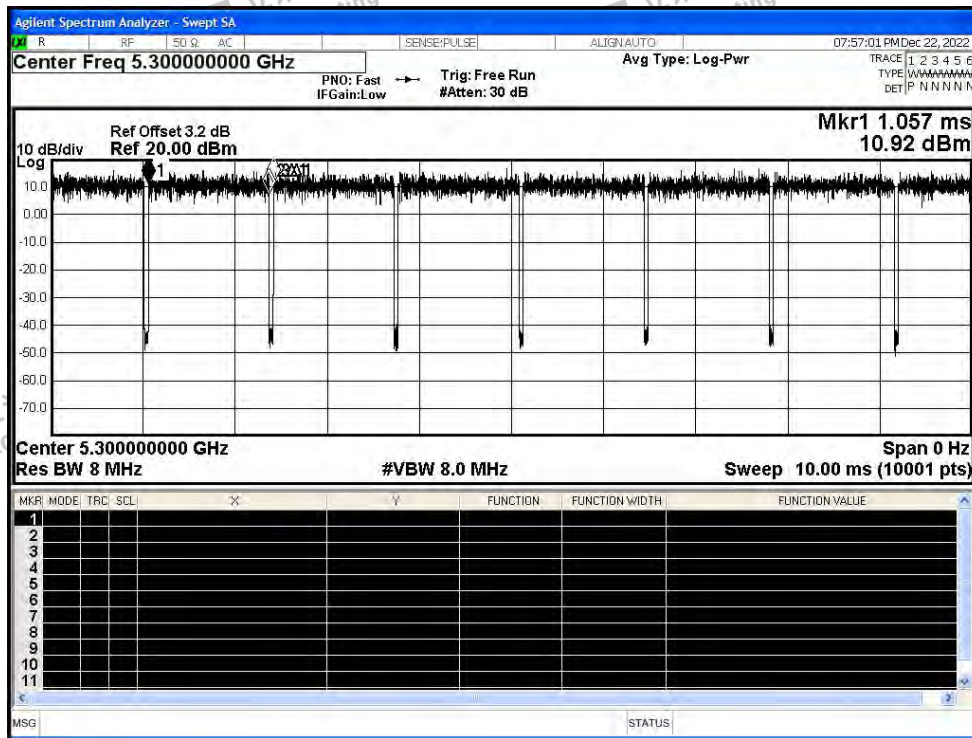 Agilent Spectrum Analyzer - Swept SA
LXI R RF 50 Ω AC SENSE:PULSE ALIGNAUTO 07:57:01 PM Dec 22, 2022
Center Freq 5.300000000 GHz Avg Type: Log-Pwr TRACE 1 2 3 4 5 6
PNO: Fast Trig: Free Run TYPE WWWWWW
IFGain:Low #Atten: 30 dB DET P N N N N N
Mkr1 1.057 ms
Ref Offset 3.2 dB
10 dB/div Ref 20.00 dBm 10.92 dBm
Log
1
10.0
0.00
-10.0
-20.0
-30.0
-40.0
-50.0
-60.0
-70.0
Center 5.300000000 GHz Span 0 Hz
Res BW 8 MHz #VBW 8.0 MHz Sweep 10.00 ms (10001 pts)
MKR MODE TRC SCL X Y FUNCTION FUNCTION WIDTH FUNCTION VALUE
1
2
3
4
5
6
7
8
9
10
11
MSG STATUS